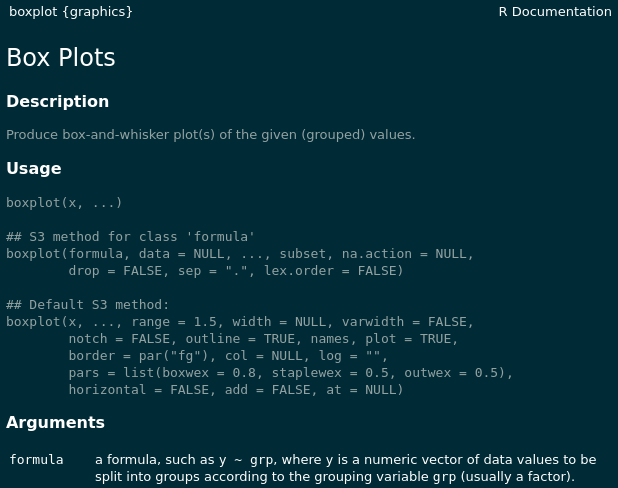 boxplot {graphics} R Documentation
Box Plots
Description
Produce box-and-whisker plot(s) of the given (grouped) values.
Usage
boxplot(x, ...)
## S3 method for class 'formula'
boxplot(formula, data = NULL, ..., subset, na.action = NULL,
        drop = FALSE, sep = ".", lex.order = FALSE)
## Default S3 method:
boxplot(x, ..., range = 1.5, width = NULL, varwidth = FALSE,
        notch = FALSE, outline = TRUE, names, plot = TRUE,
        border = par("fg"), col = NULL, log = "",
        pars = list(boxwex = 0.8, staplewex = 0.5, outwex = 0.5),
        horizontal = FALSE, add = FALSE, at = NULL)
Arguments
formula a formula, such as y ~ grp, where y is a numeric vector of data values to be
split into groups according to the grouping variable grp (usually a factor).